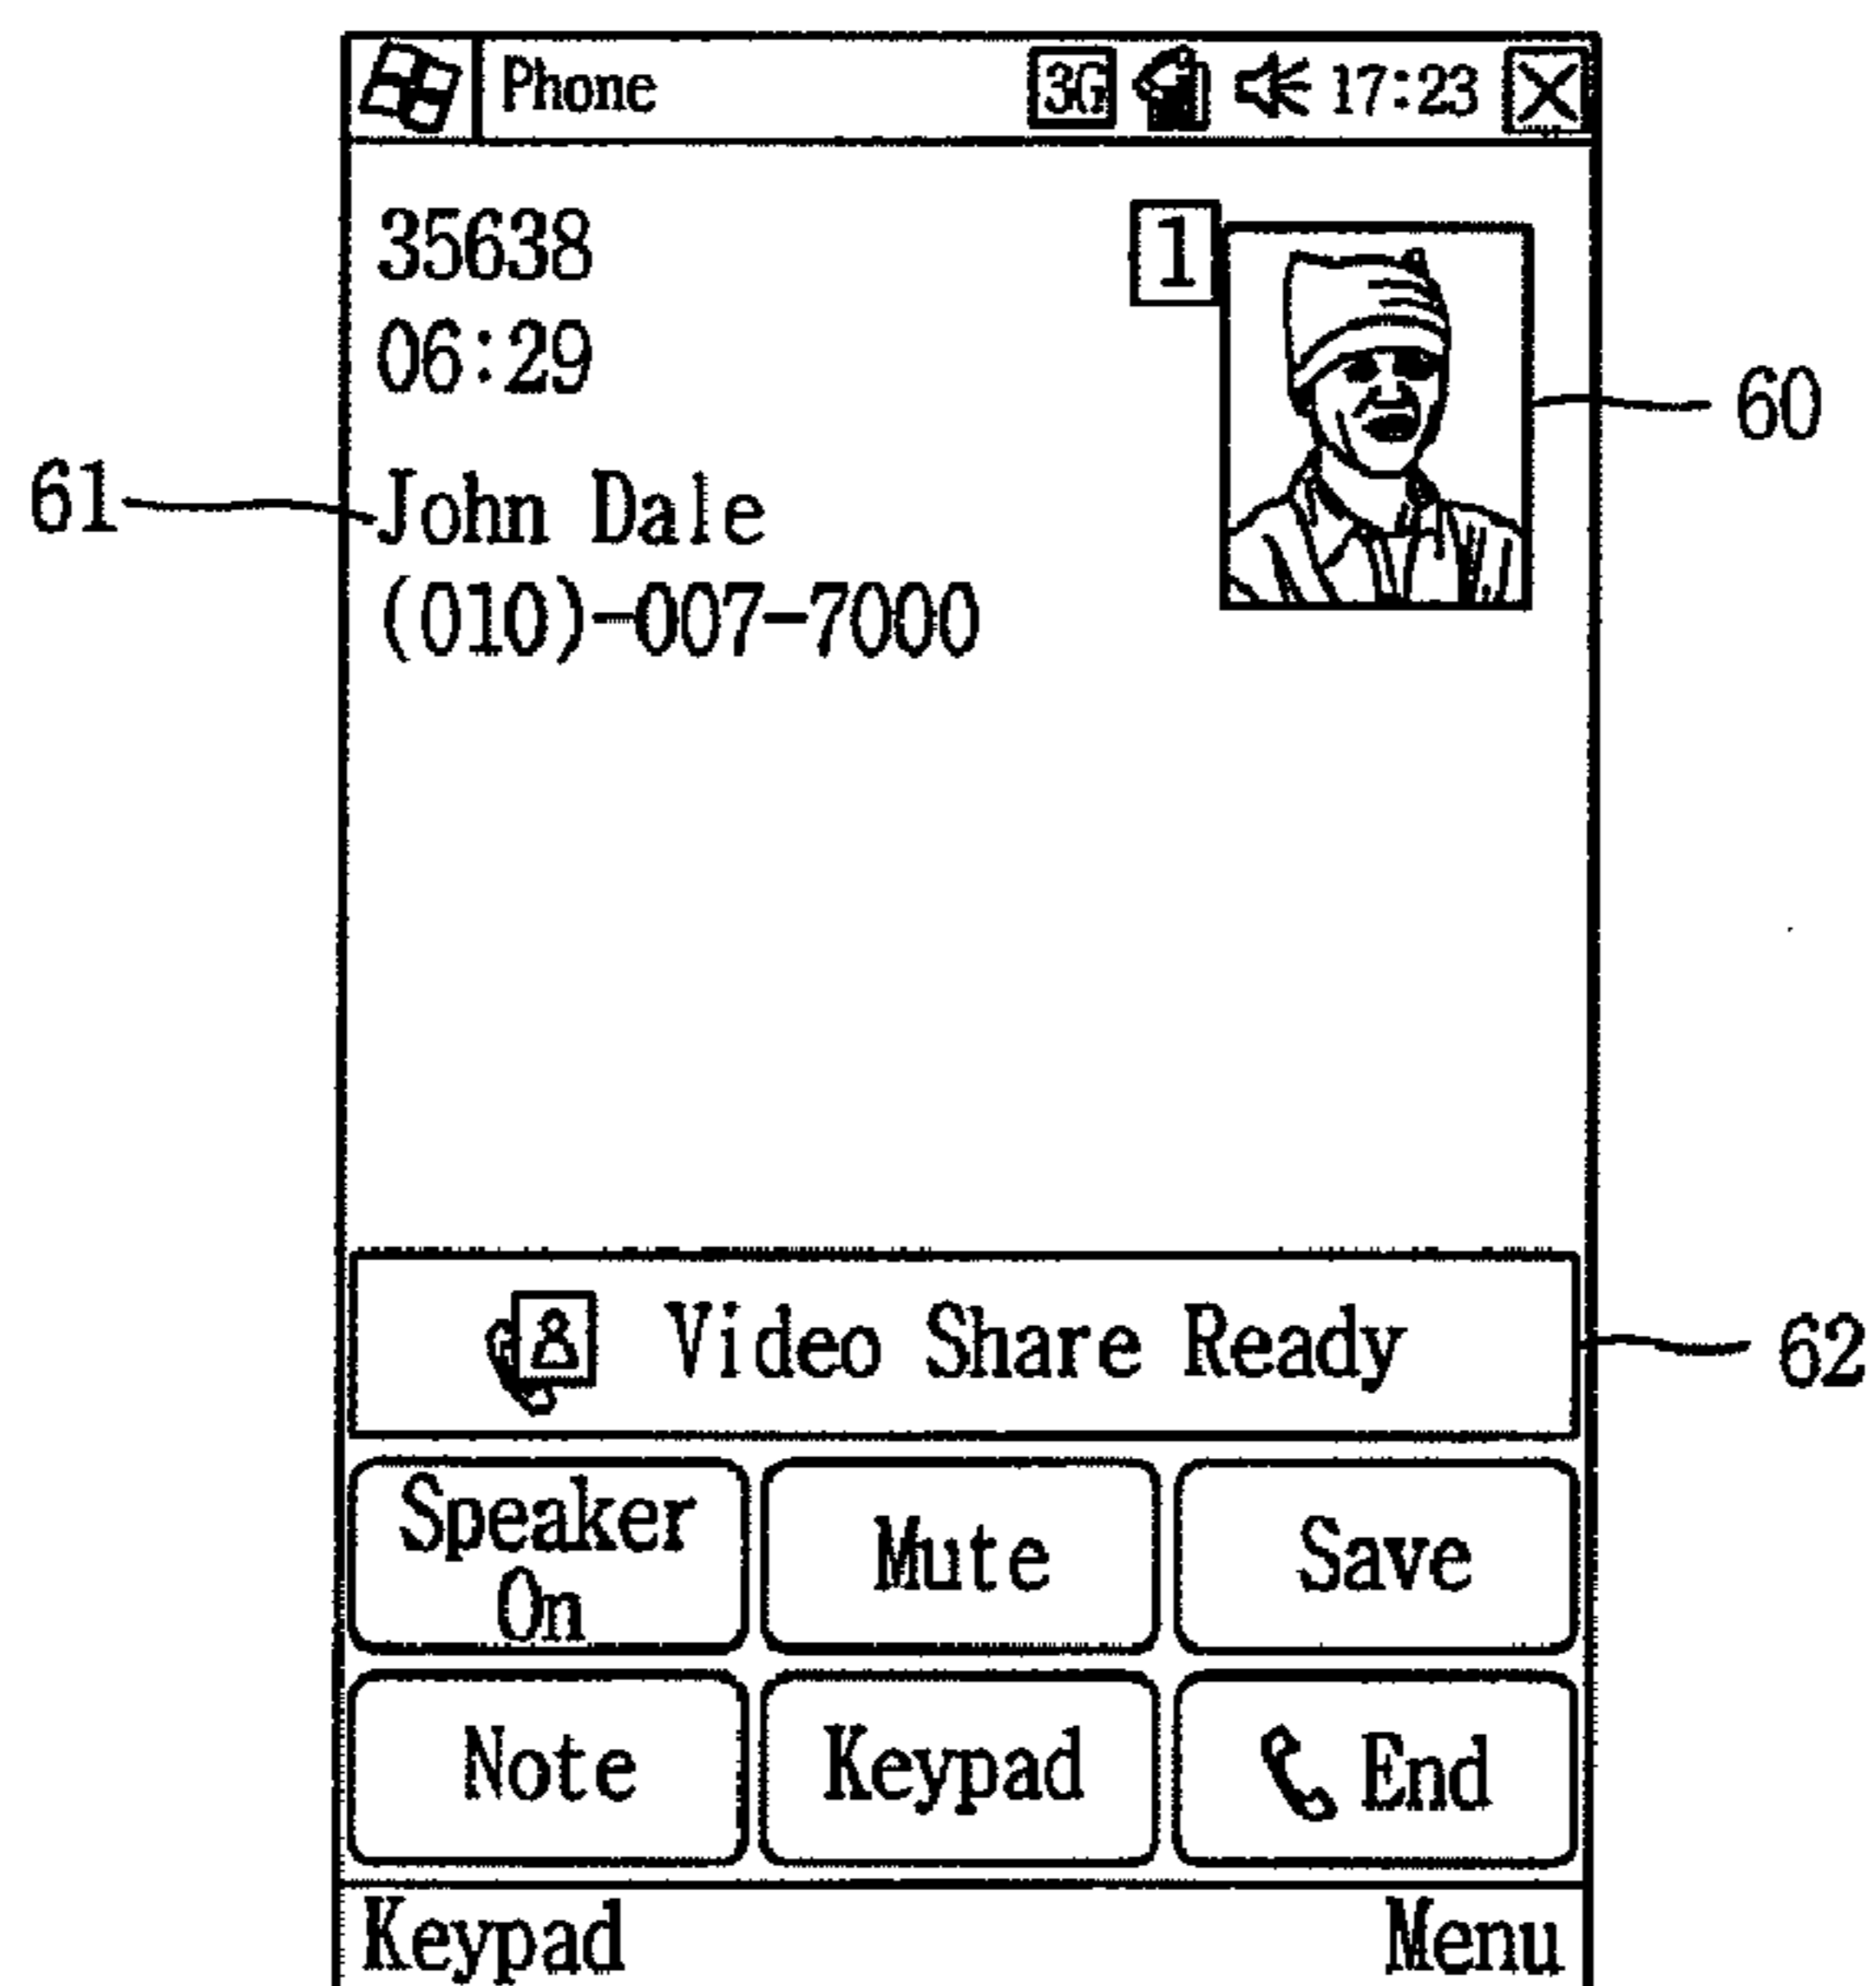 Phone 3G 17:23
35638
06:29
1
60
61
John Dale
(010)-007-7000
Video Share Ready
62
Speaker On
Mute
Save
Note
Keypad
End
Keypad
Menu